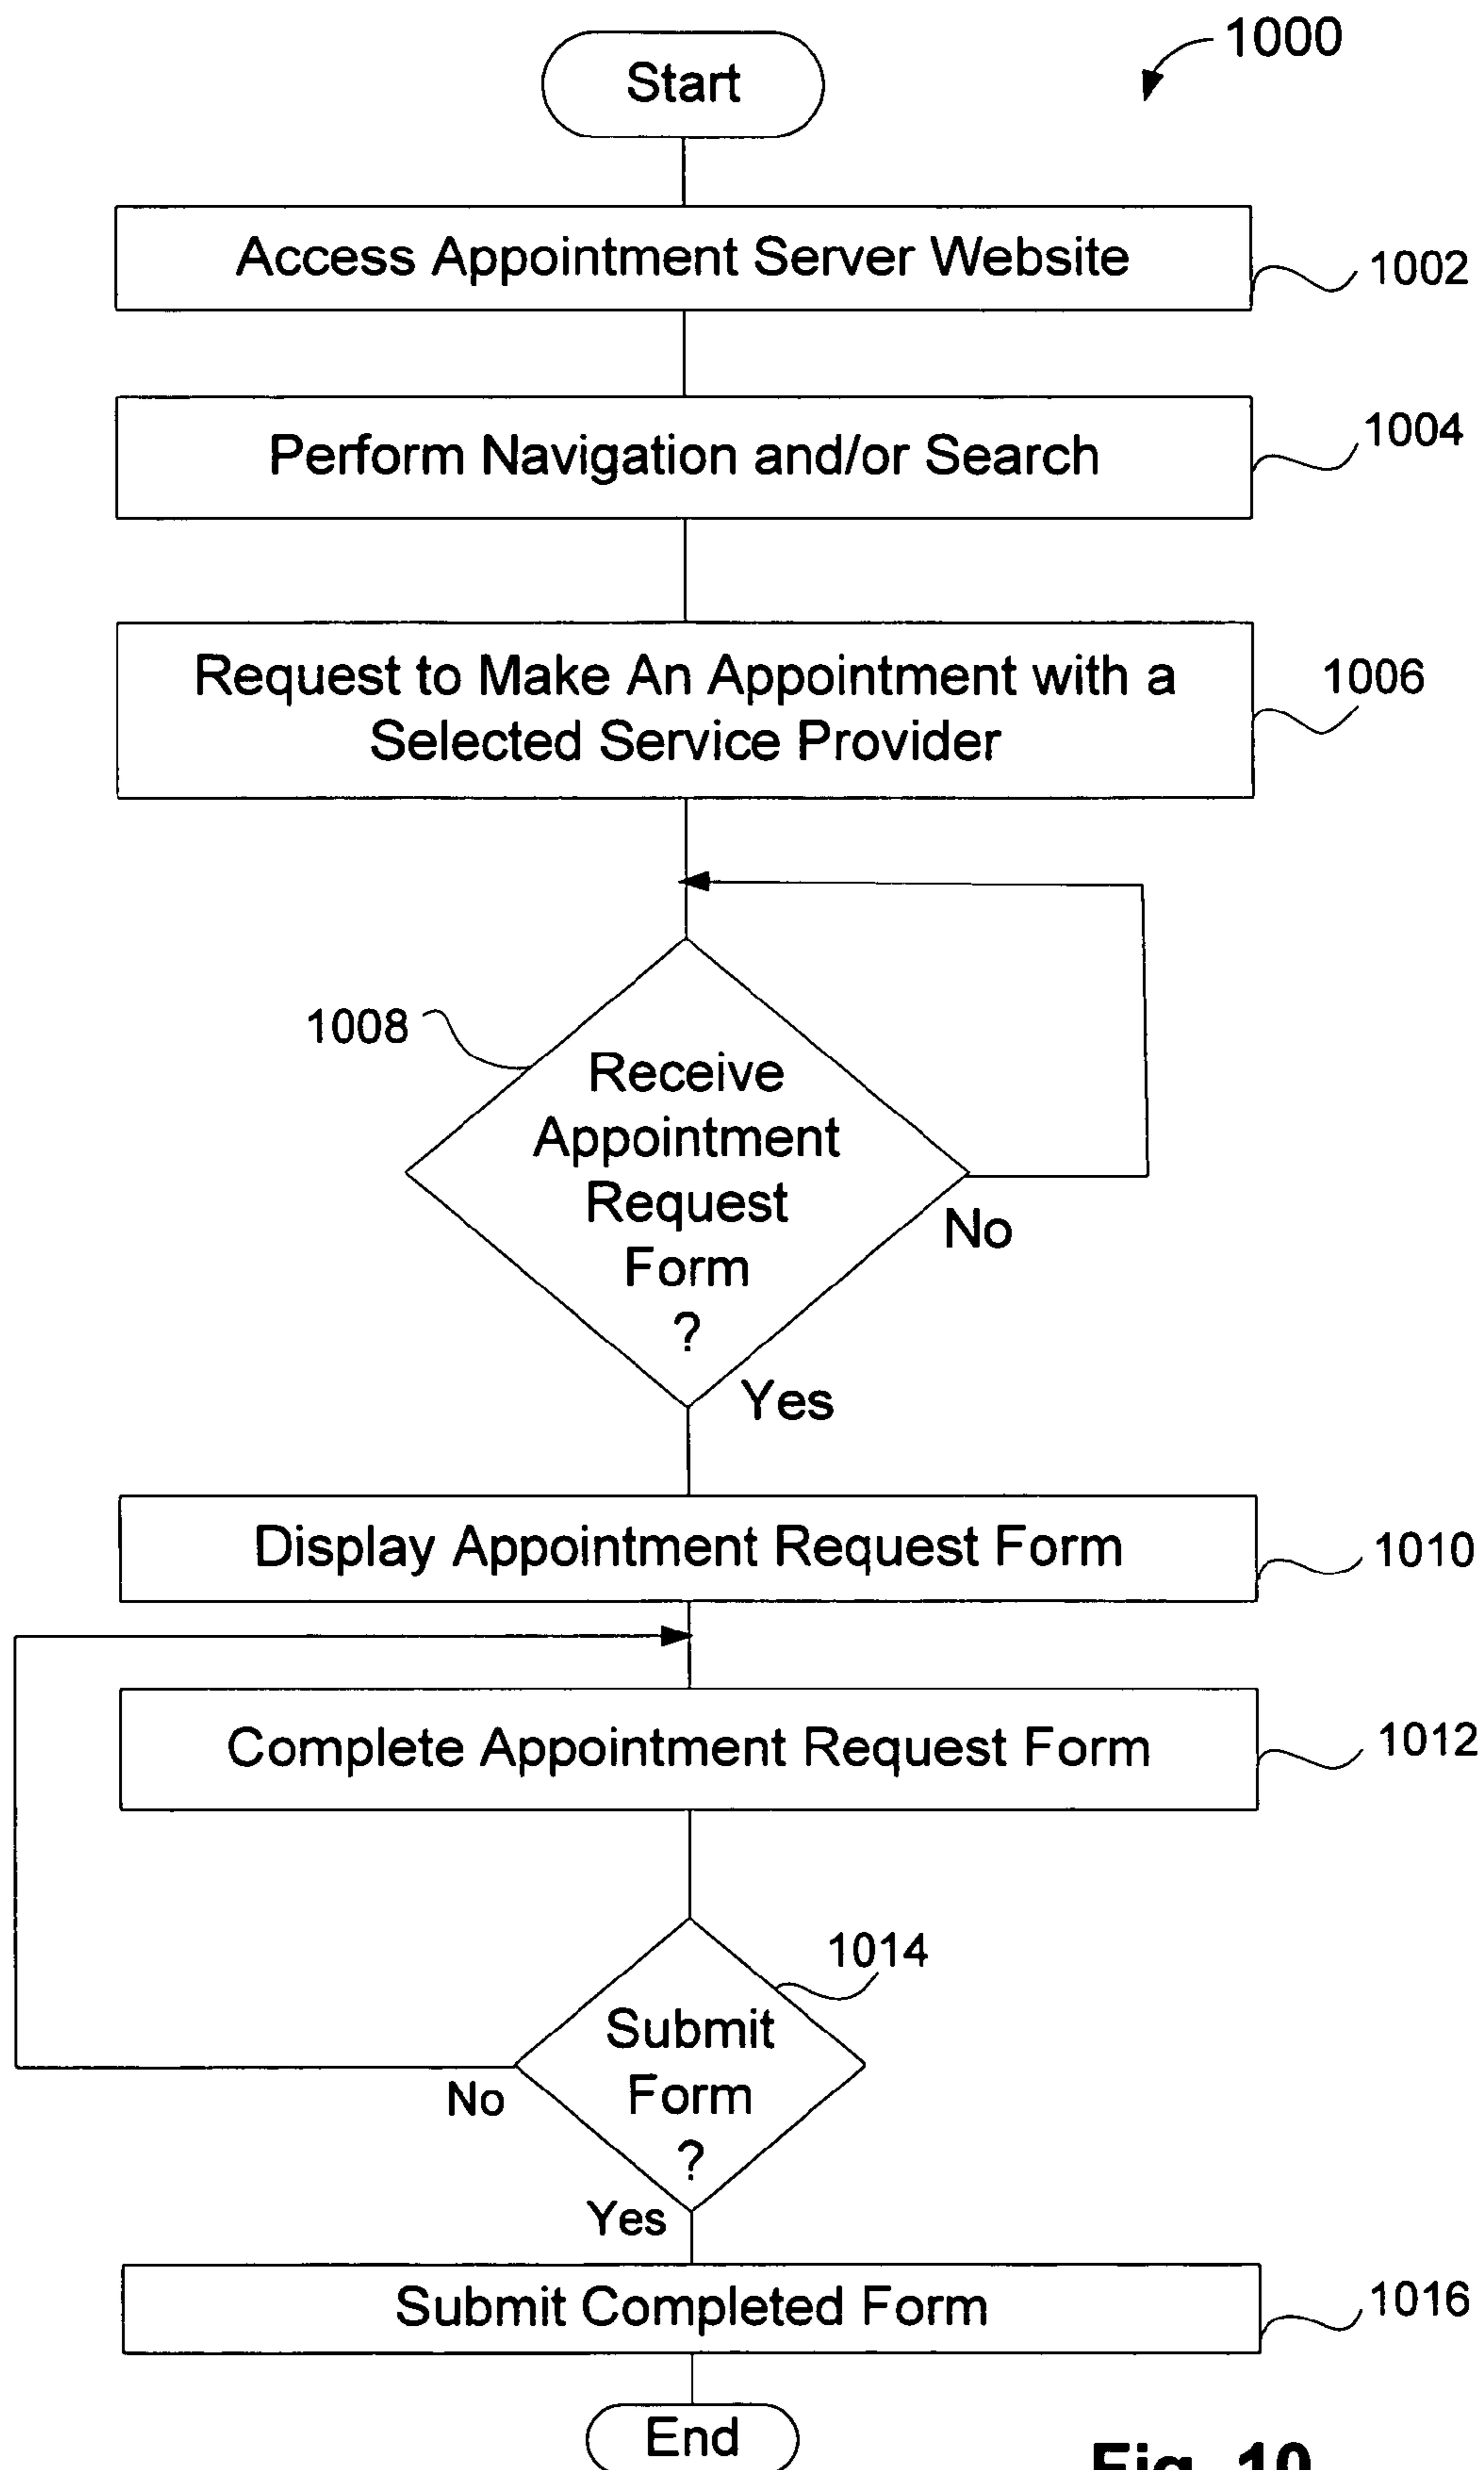 Start
1000
Access Appointment Server Website
1002
Perform Navigation and/or Search
1004
Request to Make An Appointment with a
Selected Service Provider
1006
1008
Receive
Appointment
Request
Form
?
No
Yes
Display Appointment Request Form
1010
Complete Appointment Request Form
1012
1014
Submit
Form
?
No
Yes
Submit Completed Form
1016
End
Fig. 10